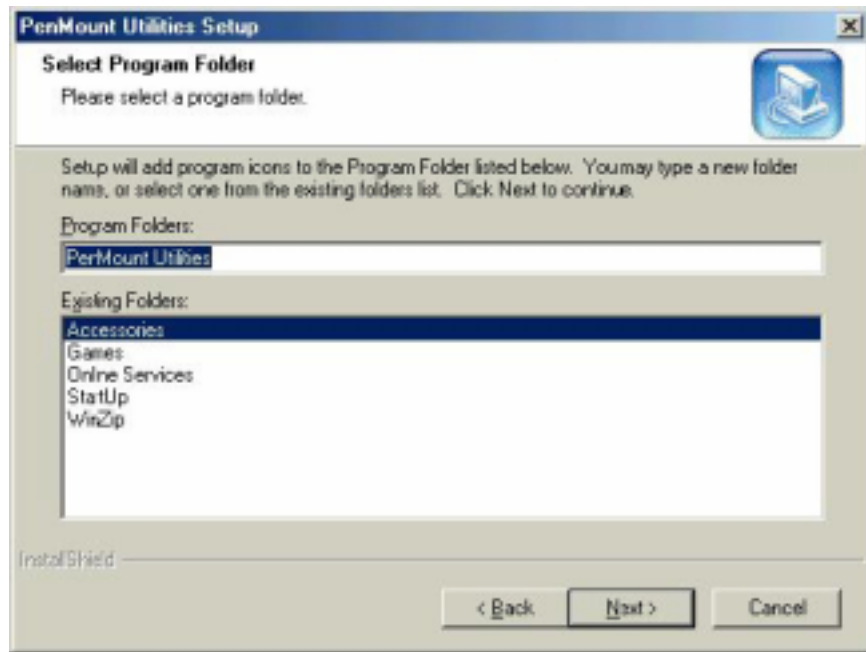 PenMount Utilities Setup
Select Program Folder
Please select a program folder.
Setup will add program icons to the Program Folder listed below. You may type a new folder
name, or select one from the existing folders list. Click Next to continue.
Program Folders:
PenMount Utilities
Existing Folders:
Accessories
Games
Online Services
StartUp
WinZip
InstallShield
< Back
Next >
Cancel